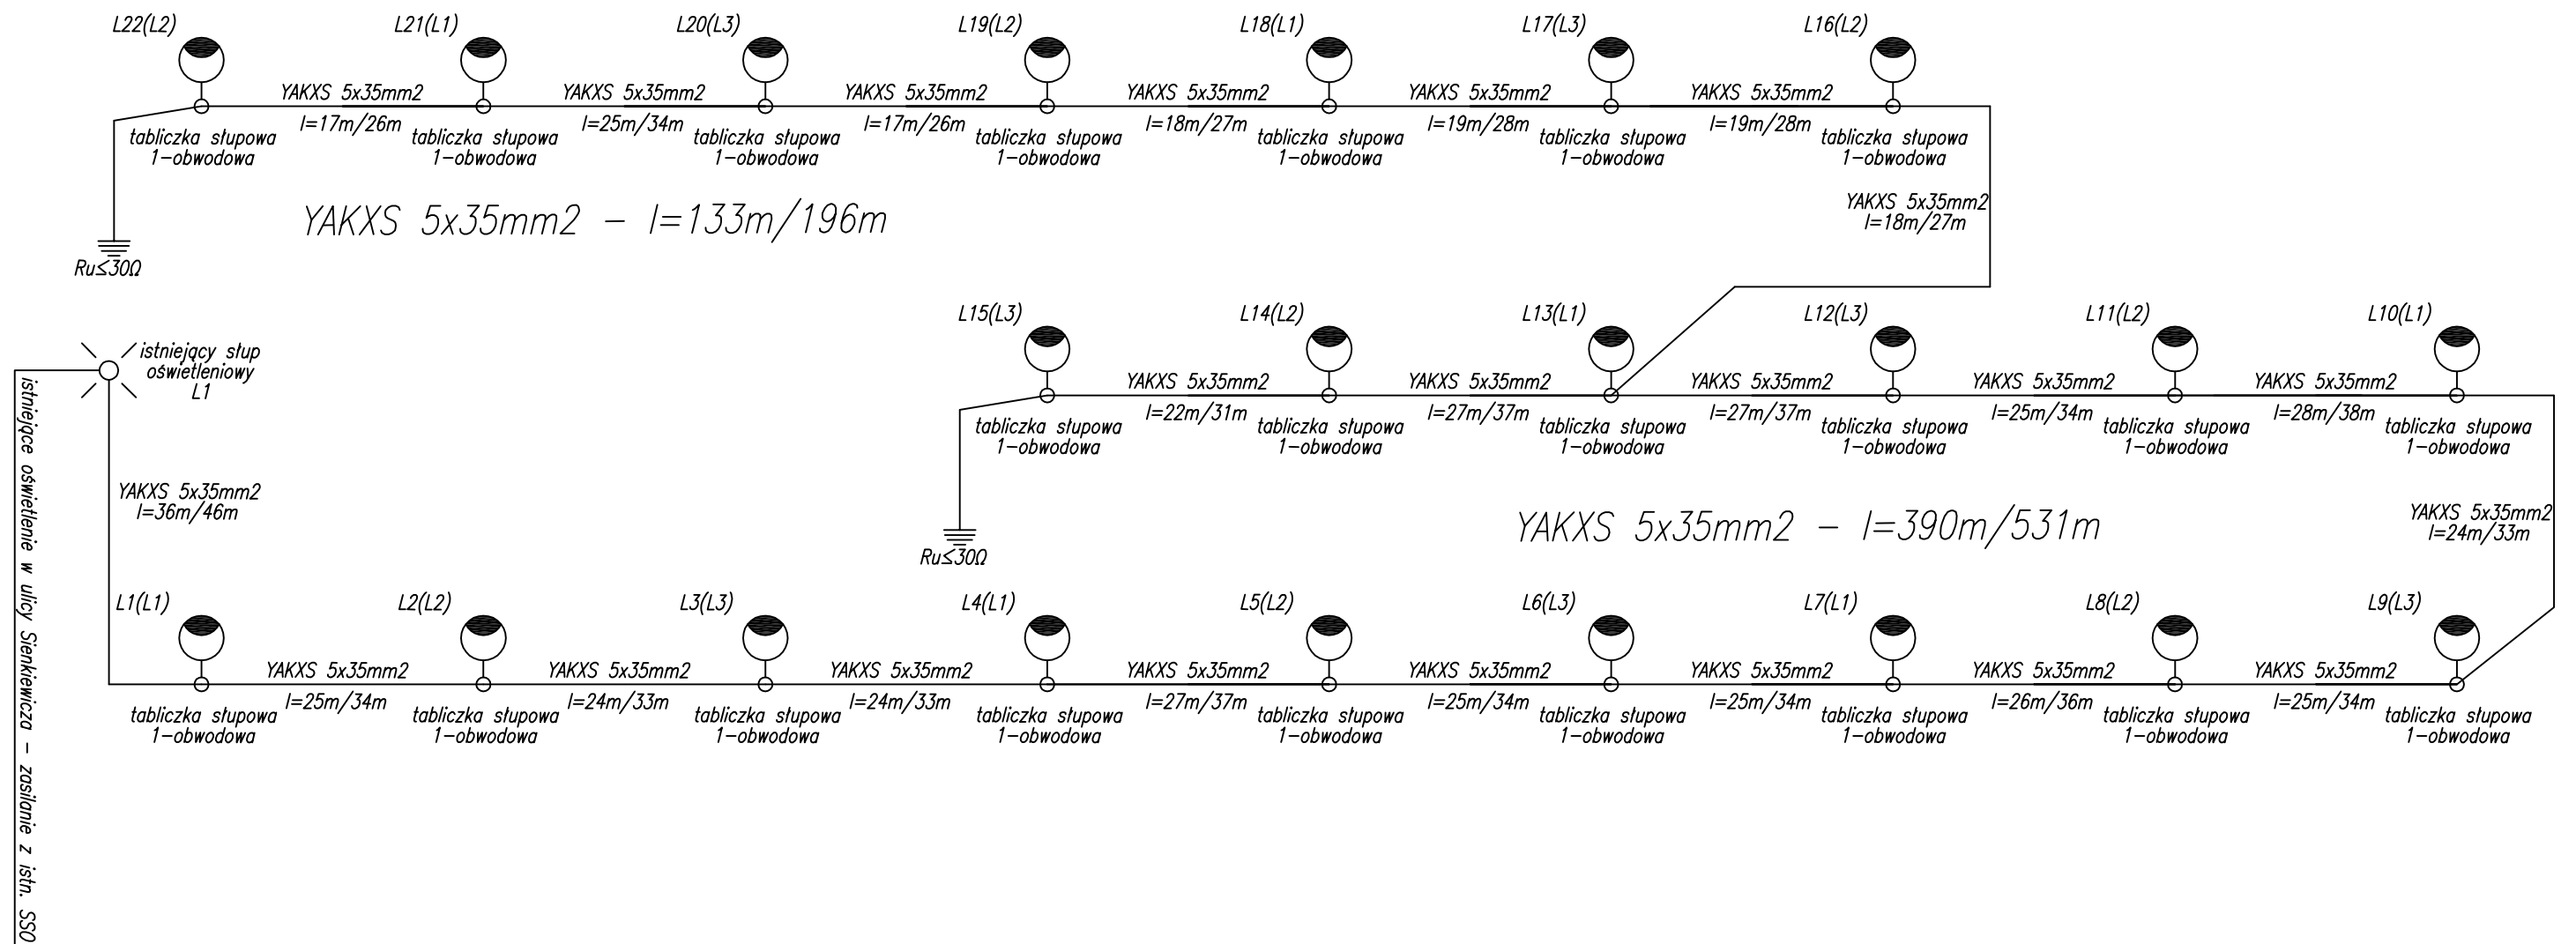 L22(L2)
L21(L1)
L20(L3)
L19(L2)
L18(L1)
L17(L3)
L16(L2)
YAKXS 5x35mm2
l=17m/26m
YAKXS 5x35mm2
l=25m/34m
YAKXS 5x35mm2
l=17m/26m
YAKXS 5x35mm2
l=18m/27m
YAKXS 5x35mm2
l=19m/28m
YAKXS 5x35mm2
l=19m/28m
tabliczka słupowa
1-obwodowa
tabliczka słupowa
1-obwodowa
tabliczka słupowa
1-obwodowa
tabliczka słupowa
1-obwodowa
tabliczka słupowa
1-obwodowa
tabliczka słupowa
1-obwodowa
tabliczka słupowa
1-obwodowa
YAKXS 5x35mm2 - l=133m/196m
YAKXS 5x35mm2
l=18m/27m
Ru≤30Ω
L15(L3)
L14(L2)
L13(L1)
L12(L3)
L11(L2)
L10(L1)
istniejący słup
oświetleniowy
L1
YAKXS 5x35mm2
l=22m/31m
YAKXS 5x35mm2
l=27m/37m
YAKXS 5x35mm2
l=27m/37m
YAKXS 5x35mm2
l=25m/34m
YAKXS 5x35mm2
l=28m/38m
tabliczka słupowa
1-obwodowa
tabliczka słupowa
1-obwodowa
tabliczka słupowa
1-obwodowa
tabliczka słupowa
1-obwodowa
tabliczka słupowa
1-obwodowa
tabliczka słupowa
1-obwodowa
istniejące oświetlenie w ulicy Sienkiewicza - zasilanie z istn. SSO
YAKXS 5x35mm2
l=36m/46m
YAKXS 5x35mm2 - l=390m/531m
YAKXS 5x35mm2
l=24m/33m
Ru≤30Ω
L1(L1)
L2(L2)
L3(L3)
L4(L1)
L5(L2)
L6(L3)
L7(L1)
L8(L2)
L9(L3)
YAKXS 5x35mm2
l=25m/34m
YAKXS 5x35mm2
l=24m/33m
YAKXS 5x35mm2
l=24m/33m
YAKXS 5x35mm2
l=27m/37m
YAKXS 5x35mm2
l=25m/34m
YAKXS 5x35mm2
l=25m/34m
YAKXS 5x35mm2
l=26m/36m
YAKXS 5x35mm2
l=25m/34m
tabliczka słupowa
1-obwodowa
tabliczka słupowa
1-obwodowa
tabliczka słupowa
1-obwodowa
tabliczka słupowa
1-obwodowa
tabliczka słupowa
1-obwodowa
tabliczka słupowa
1-obwodowa
tabliczka słupowa
1-obwodowa
tabliczka słupowa
1-obwodowa
tabliczka słupowa
1-obwodowa